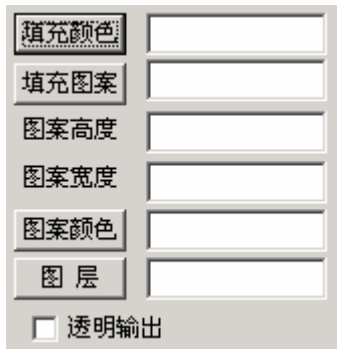 填充颜色
填充图案
图案高度
图案宽度
图案颜色
图 层
透明输出